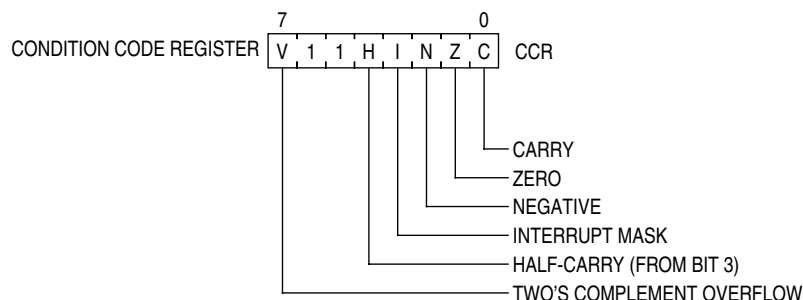 7 0
CONDITION CODE REGISTER V 1 1 H I N Z C CCR
CARRY
ZERO
NEGATIVE
INTERRUPT MASK
HALF-CARRY (FROM BIT 3)
TWO'S COMPLEMENT OVERFLOW